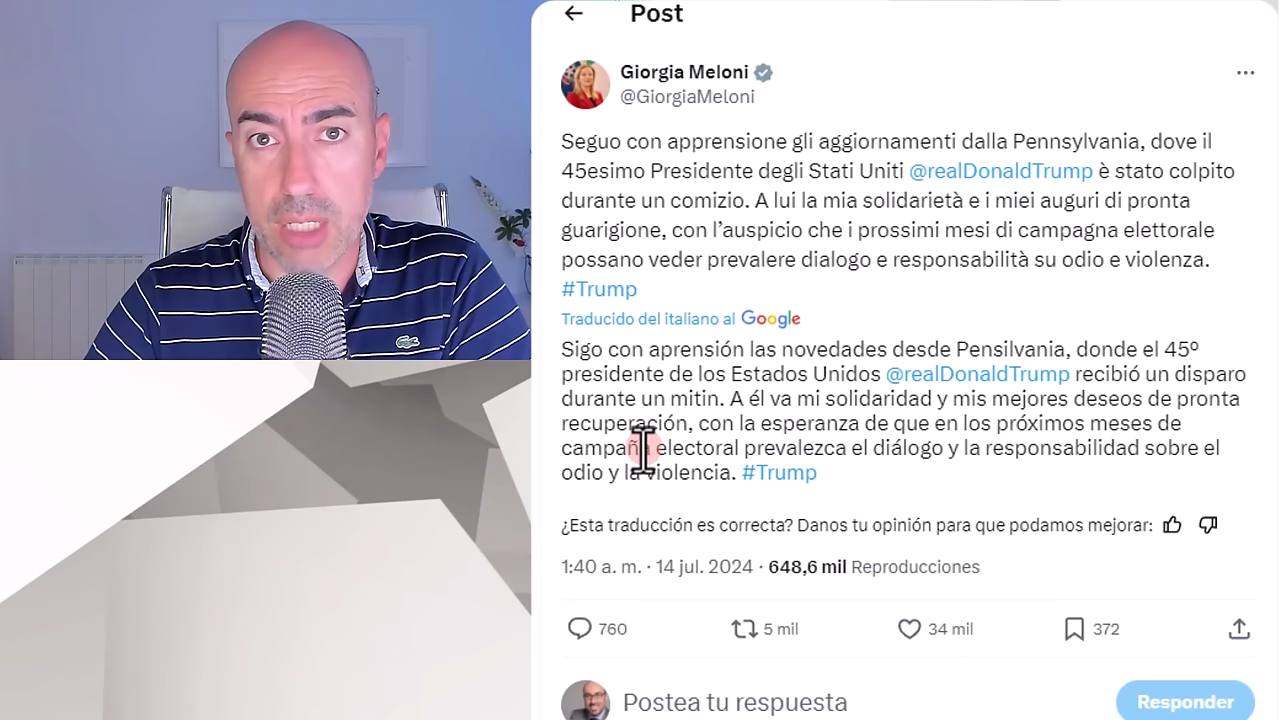 Post
Giorgia Meloni
@GiorgiaMeloni
Seguo con apprensione gli aggiornamenti dalla Pennsylvania, dove il
45esimo Presidente degli Stati Uniti @realDonaldTrump è stato colpito
durante un comizio. A lui la mia solidarietà e i miei auguri di pronta
guarigione, con l’auspicio che i prossimi mesi di campagna elettorale
possano veder prevalere dialogo e responsabilità su odio e violenza.
#Trump
Traducido del italiano al Google
Sigo con aprensión las novedades desde Pensilvania, donde el 45º
presidente de los Estados Unidos @realDonaldTrump recibió un disparo
durante un mitin. A él va mi solidaridad y mis mejores deseos de pronta
recuperación, con la esperanza de que en los próximos meses de
campaña electoral prevalezca el diálogo y la responsabilidad sobre el
odio y la violencia. #Trump
¿Esta traducción es correcta? Danos tu opinión para que podamos mejorar:
1:40 a. m. · 14 jul. 2024 · 648,6 mil Reproducciones
760 5 mil 34 mil 372
Postea tu respuesta
Responder